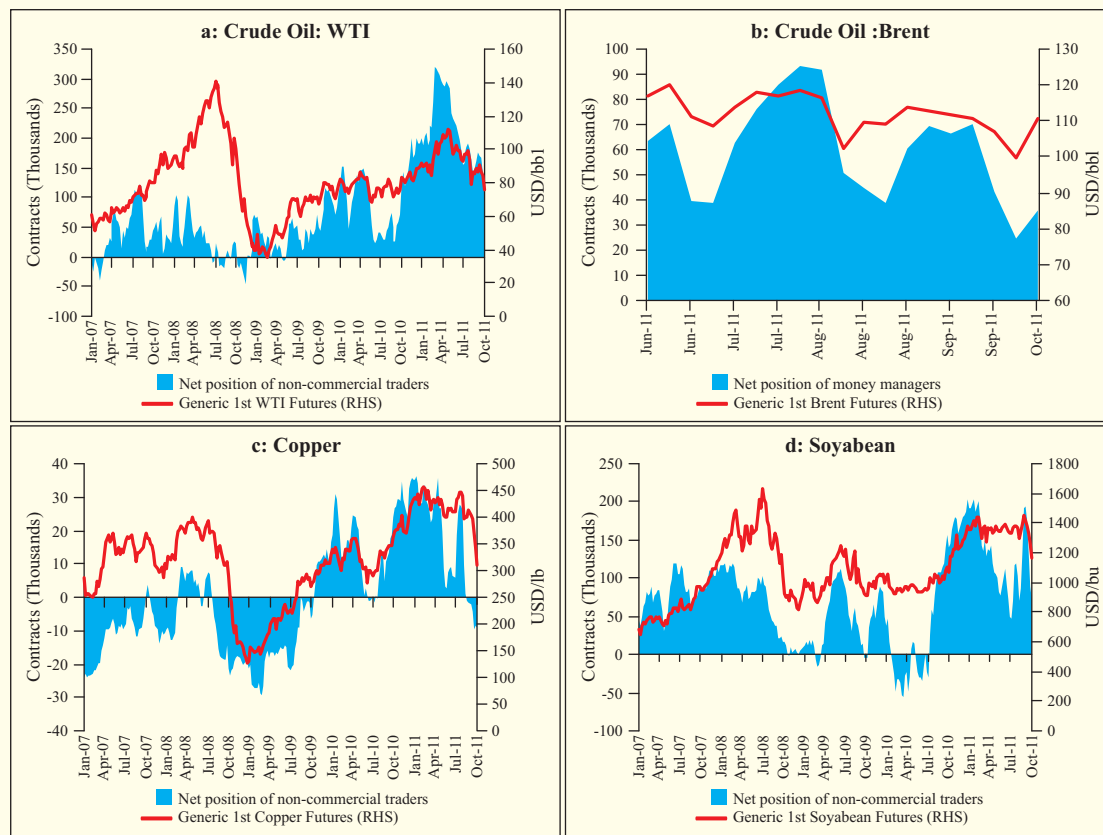 a: Crude Oil: WTI
Contracts (Thousands)
350
300
250
200
150
100
50
0
-50
-100
160
140
120
100
80
60
40
20
0
USD/bb1
Jan-07
Apr-07
Jul-07
Oct-07
Jan-08
Apr-08
Jul-08
Oct-08
Jan-09
Apr-09
Jul-09
Oct-09
Jan-10
Apr-10
Jul-10
Oct-10
Jan-11
Apr-11
Jul-11
Oct-11
Net position of non-commercial traders
Generic 1st WTI Futures (RHS)
b: Crude Oil :Brent
Contracts (Thousands)
100
90
80
70
60
50
40
30
20
10
0
130
120
110
100
90
80
70
60
USD/bbl
Jun-11
Jun-11
Jul-11
Jul-11
Aug-11
Aug-11
Aug-11
Sep-11
Sep-11
Oct-11
Net position of money managers
Generic 1st Brent Futures (RHS)
c: Copper
Contracts (Thousands)
40
30
20
10
0
-10
-20
-30
-40
500
450
400
350
300
250
200
150
100
50
0
USD/lb
Jan-07
Apr-07
Jul-07
Oct-07
Jan-08
Apr-08
Jul-08
Oct-08
Jan-09
Apr-09
Jul-09
Oct-09
Jan-10
Apr-10
Jul-10
Oct-10
Jan-11
Apr-11
Jul-11
Oct-11
Net position of non-commercial traders
Generic 1st Copper Futures (RHS)
d: Soyabean
Contracts (Thousands)
250
200
150
100
50
0
-50
-100
1800
1600
1400
1200
1000
800
600
400
200
0
USD/bu
Jan-07
Apr-07
Jul-07
Oct-07
Jan-08
Apr-08
Jul-08
Oct-08
Jan-09
Apr-09
Jul-09
Oct-09
Jan-10
Apr-10
Jul-10
Oct-10
Jan-11
Apr-11
Jul-11
Oct-11
Net position of non-commercial traders
Generic 1st Soyabean Futures (RHS)